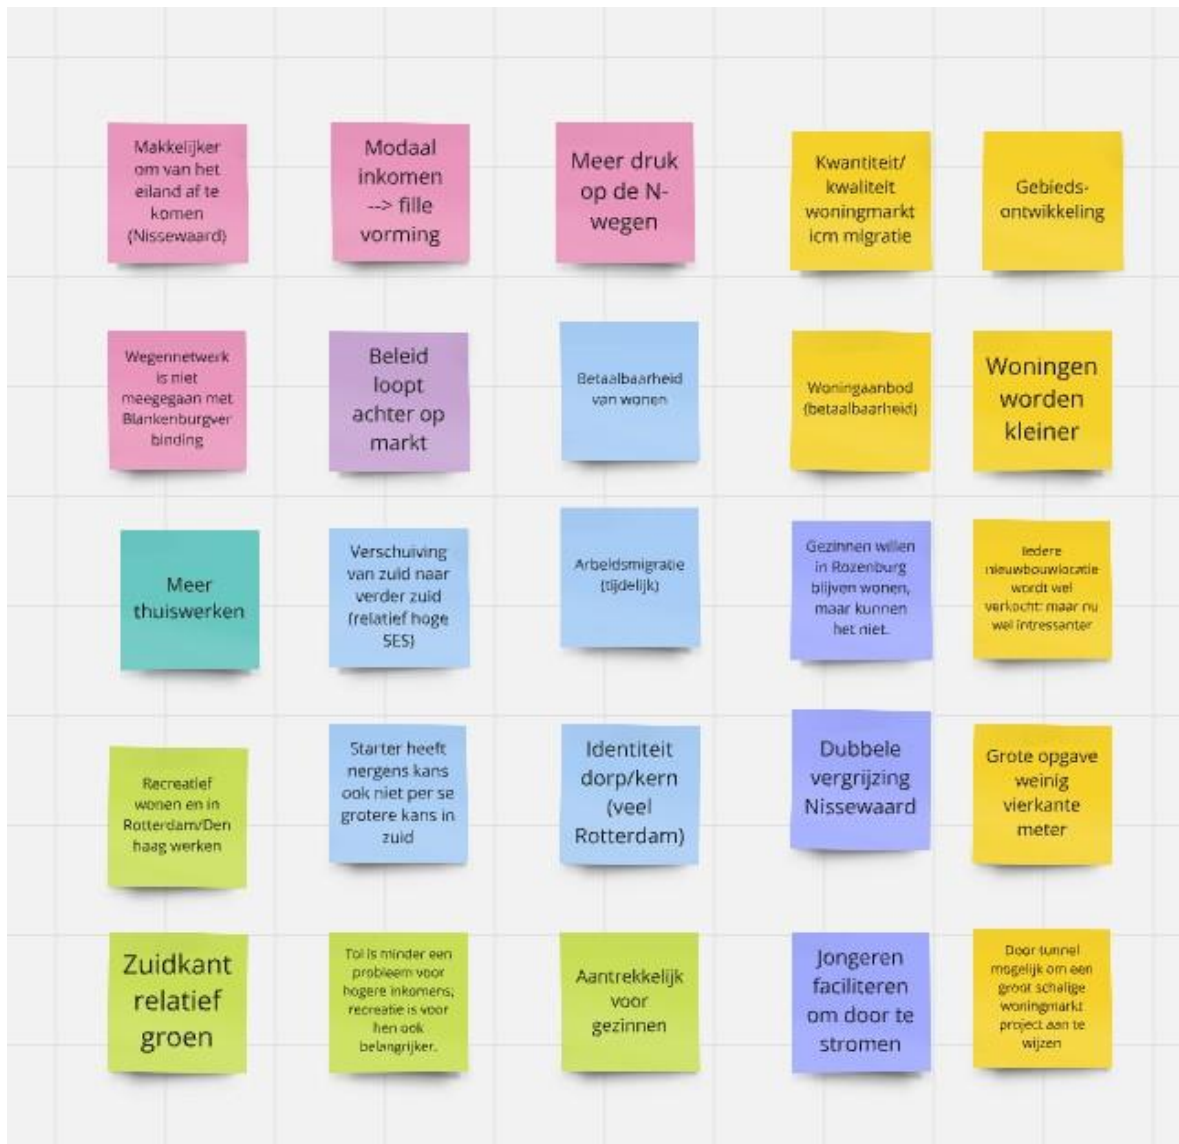 Makkelijker
om van het
eiland af te
komen
(Nissewaard)
Modaal
inkomen
--> fille
vorming
Meer druk
op de N-
wegen
Kwantiteit/
kwaliteit
woningmarkt
icm migratie
Gebieds-
ontwikkeling
Wegennetwerk
is niet
meegegaan met
Blankenburgver
binding
Beleid
loopt
achter op
markt
Betaalbaarheid
van wonen
Woningaanbod
(betaalbaarheid)
Woningen
worden
kleiner
Meer
thuiswerken
Verschuiving
van zuid naar
verder zuid
(relatief hoge
SES)
Arbeidsmigratie
(tijdelijk)
Gezinnen willen
in Rozenburg
blijven wonen,
maar kunnen
het niet.
Iedere
nieuwbouwlocatie
wordt wel
verkocht: maar nu
wel intressanter
Recreatief
wonen en in
Rotterdam/Den
haag werken
Starter heeft
nergens kans
ook niet per se
grotere kans in
zuid
Identiteit
dorp/kern
(veel
Rotterdam)
Dubbele
vergrijzing
Nissewaard
Grote opgave
weinig
vierkante
meter
Zuidkant
relatief
groen
Tol is minder een
probleem voor
hogere inkomens;
recreatie is voor
hen ook
belangrijker.
Aantrekkelijk
voor
gezinnen
Jongeren
faciliteren
om door te
stromen
Door tunnel
mogelijk om een
groot schalige
woningmarkt
project aan te
wijzen